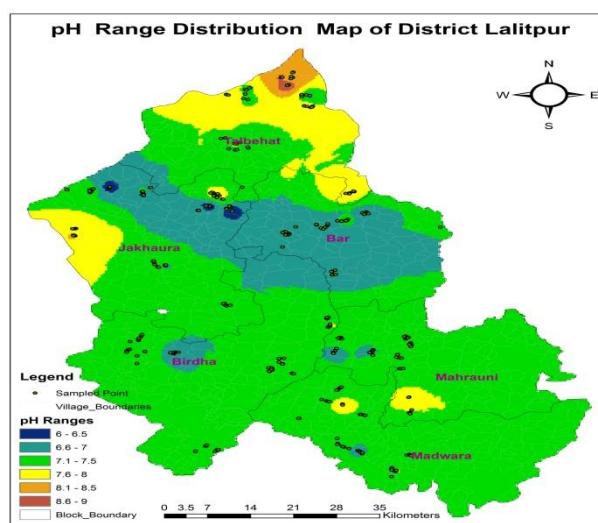 pH Range Distribution Map of District Lalitpur
N
W E
S
Talbehat
Bar
Jakhaura
Birdha
Mahrauni
Madwara
Legend
Sampled Point
Village_Boundaries
pH Ranges
6 - 6.5
6.6 - 7
7.1 - 7.5
7.6 - 8
8.1 - 8.5
8.6 - 9
Block_Boundary
0 3.5 7 14 21 28 35
Kilometers